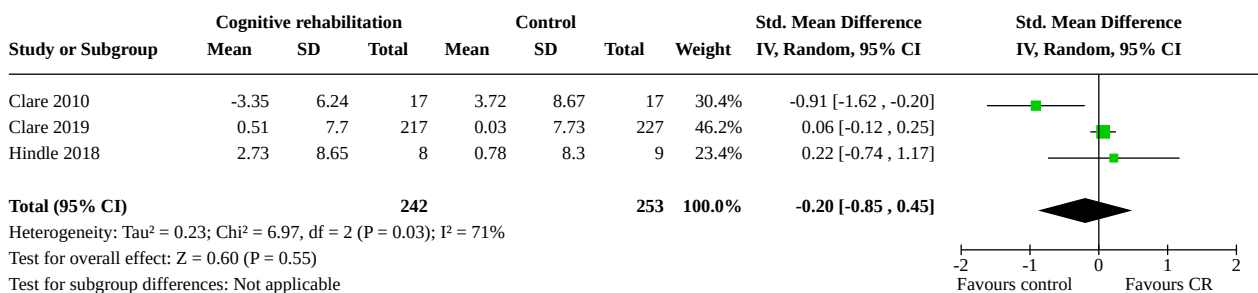 Cognitive rehabilitation Control Std. Mean Difference Std. Mean Difference
Study or Subgroup Mean SD Total Mean SD Total Weight IV, Random, 95% CI IV, Random, 95% CI
Clare 2010 -3.35 6.24 17 3.72 8.67 17 30.4% -0.91 [-1.62 , -0.20]
Clare 2019 0.51 7.7 217 0.03 7.73 227 46.2% 0.06 [-0.12 , 0.25]
Hindle 2018 2.73 8.65 8 0.78 8.3 9 23.4% 0.22 [-0.74 , 1.17]
Total (95% CI) 242 253 100.0% -0.20 [-0.85 , 0.45]
Heterogeneity: Tau² = 0.23; Chi² = 6.97, df = 2 (P = 0.03); I² = 71%
Test for overall effect: Z = 0.60 (P = 0.55)
-2 -1 0 1 2
Test for subgroup differences: Not applicable
Favours control Favours CR